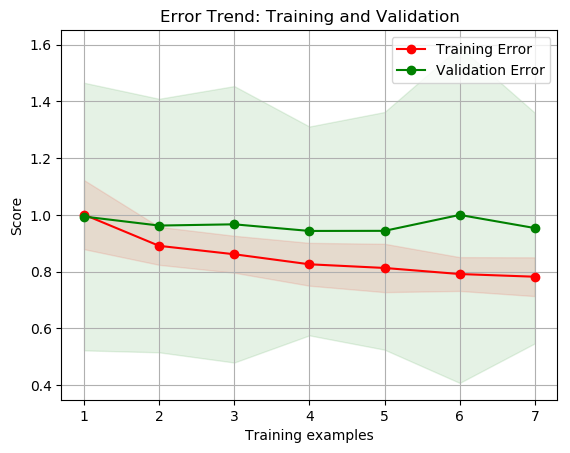 Error Trend: Training and Validation
Training Error
Validation Error
1.6
1.4
1.2
1.0
0.8
0.6
0.4
Score
1 2 3 4 5 6 7
Training examples